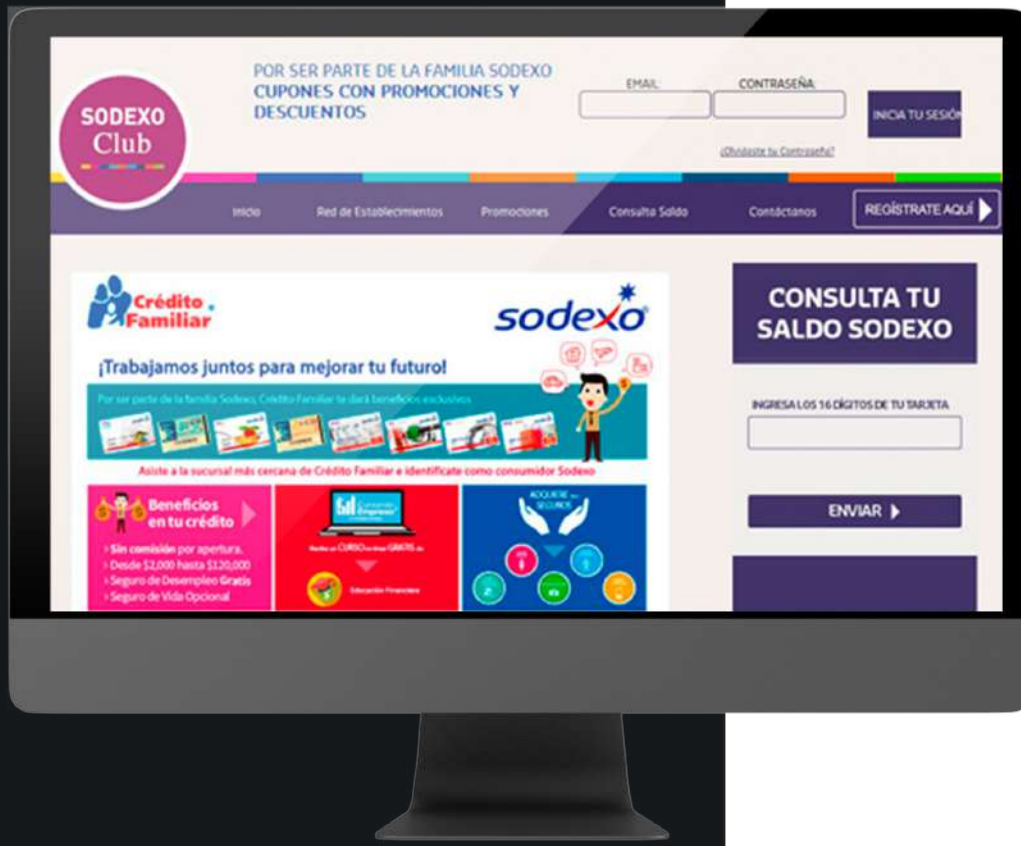 POR SER PARTE DE LA FAMILIA SODEXO
CUPONES CON PROMOCIONES Y
DESCUENTOS
EMAIL:
CONTRASEÑA:
INICIA TU SESIÓN
¿Olvidaste tu Contraseña?
SODEXO
Club
Inicio
Red de Establecimientos
Promociones
Consulta Saldo
Contáctanos
REGÍSTRATE AQUÍ
Crédito
Familiar
sodexo
¡Trabajamos juntos para mejorar tu futuro!
Por ser parte de la familia Sodexo, Crédito Familiar te dará beneficios exclusivos
Asiste a la sucursal más cercana de Crédito Familiar e identifícate como consumidor Sodexo
Beneficios
en tu crédito
Sin comisión por apertura.
Desde $2,000 hasta $120,000
Seguro de Desempleo Gratis
Seguro de Vida Opcional
Educación Financiera
ADQUIERE
SEGUROS
CONSULTA TU
SALDO SODEXO
INGRESA LOS 16 DÍGITOS DE TU TARJETA
ENVIAR